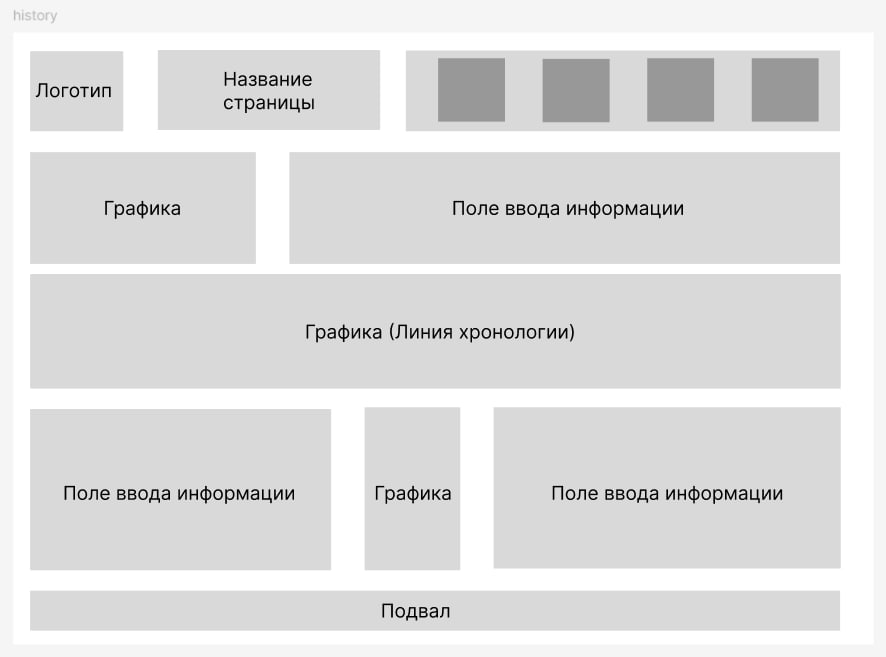 history
Логотип
Название
страницы
Графика
Поле ввода информации
Графика (Линия хронологии)
Поле ввода информации
Графика
Поле ввода информации
Подвал